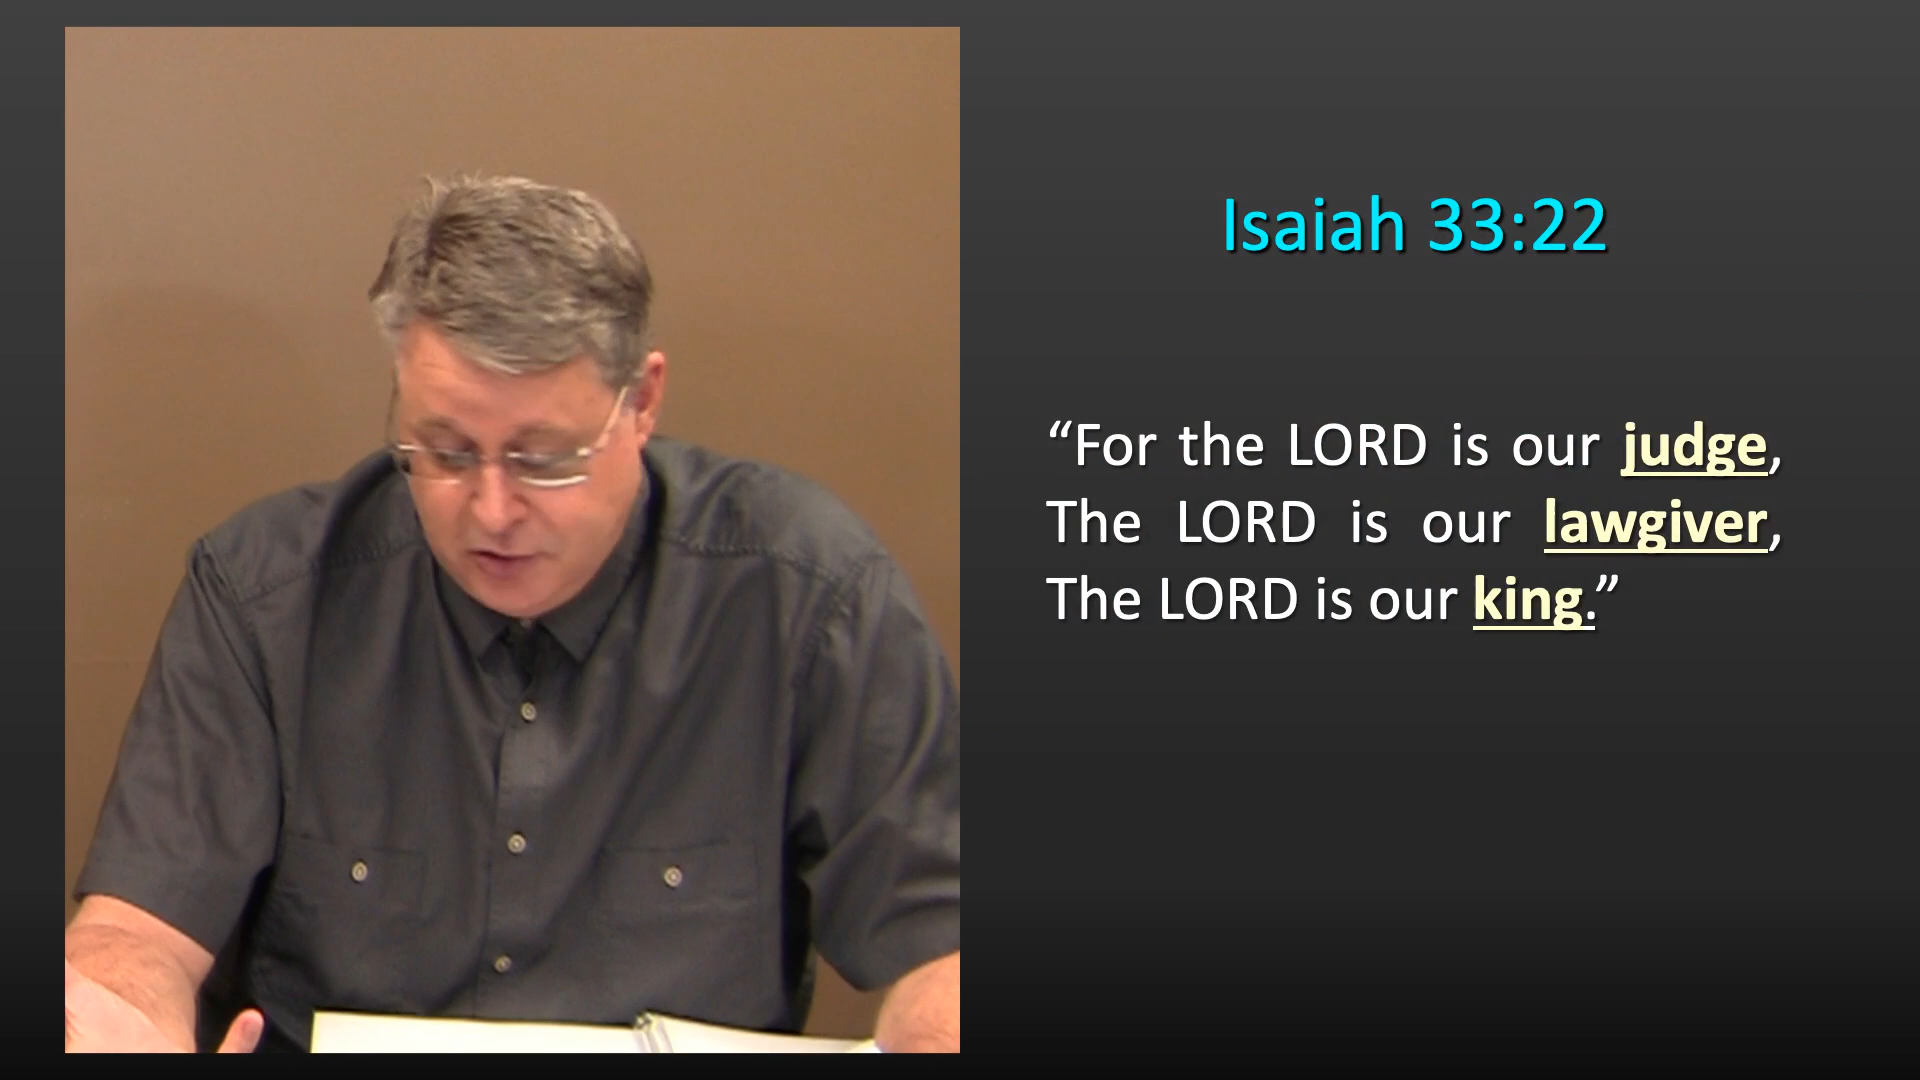 Isaiah 33:22
“For the LORD is our judge,
The LORD is our lawgiver,
The LORD is our king.”